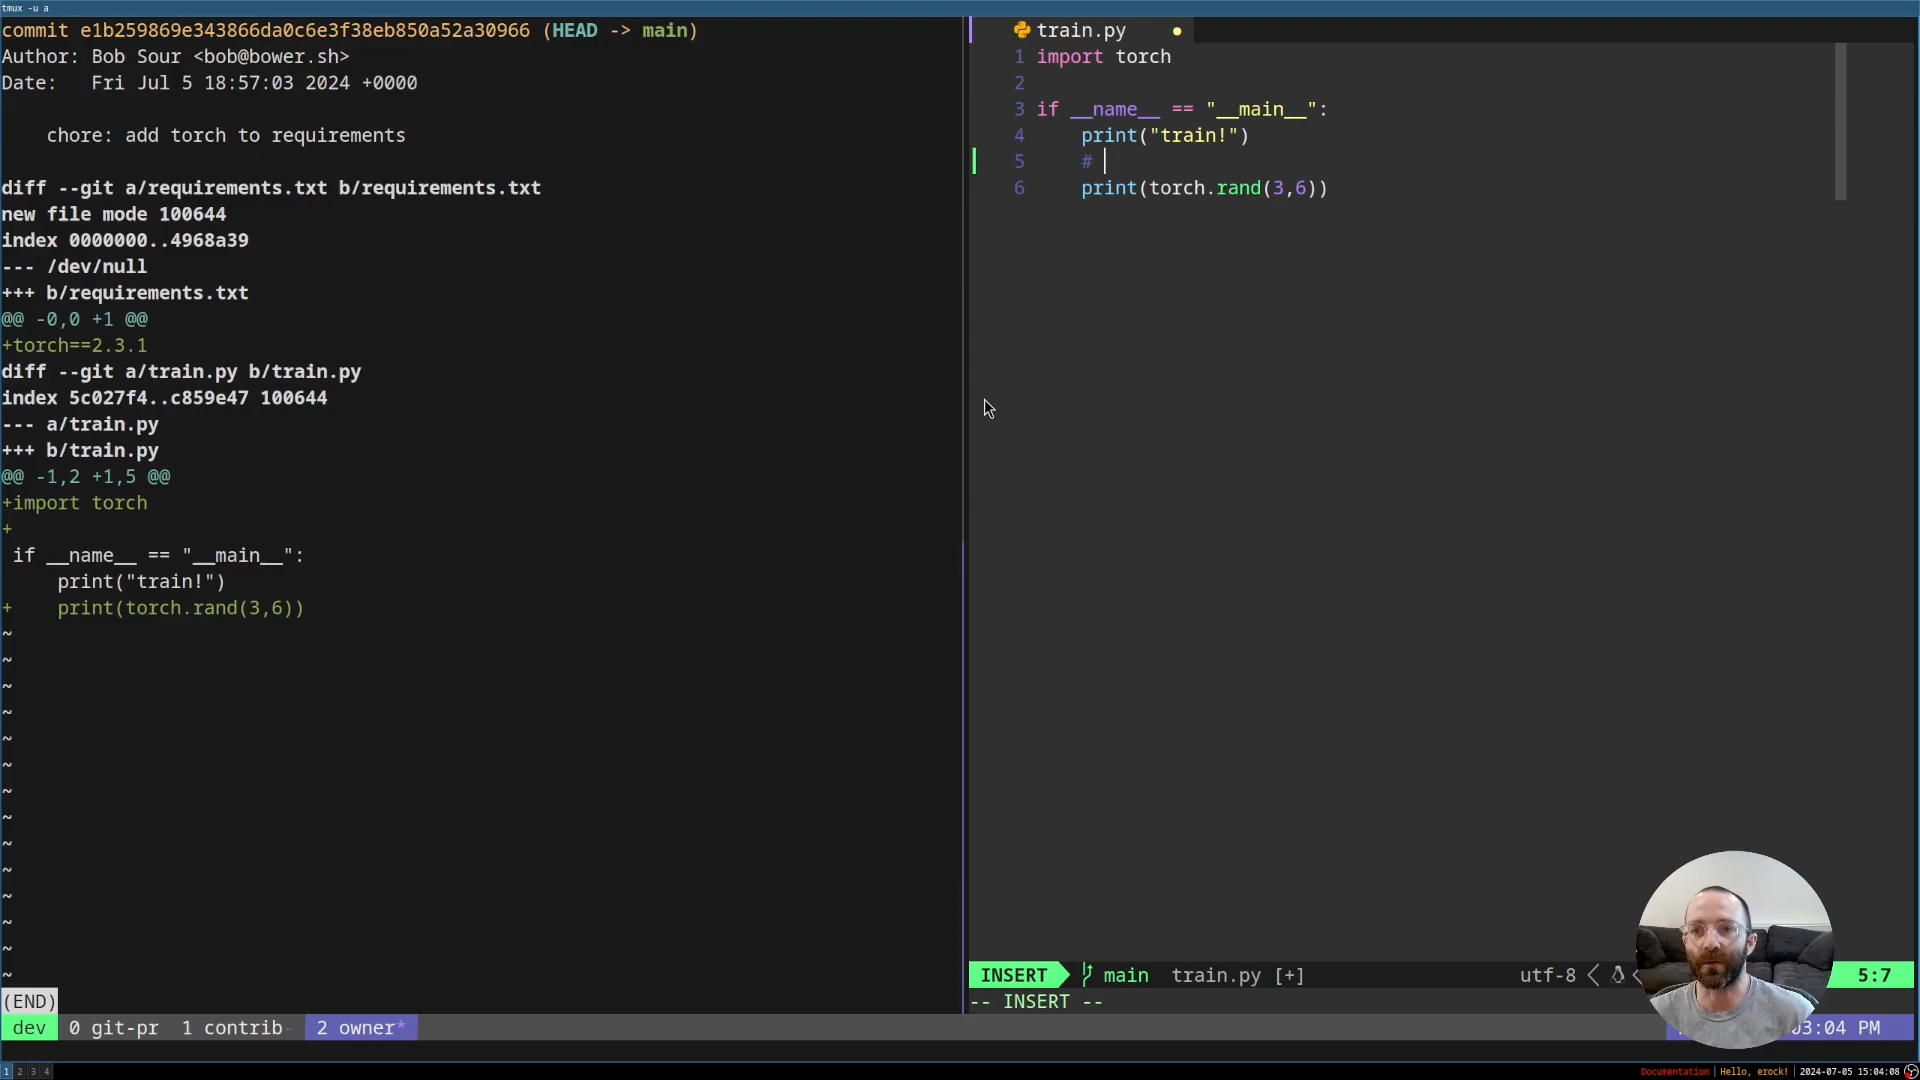 tmux -u a
commit e1b259869e343866da0c6e3f38eb850a52a30966 (HEAD -> main)
Author: Bob Sour <bob@bower.sh>
Date:   Fri Jul 5 18:57:03 2024 +0000
    chore: add torch to requirements
diff --git a/requirements.txt b/requirements.txt
new file mode 100644
index 0000000..4968a39
--- /dev/null
+++ b/requirements.txt
@@ -0,0 +1 @@
+torch==2.3.1
diff --git a/train.py b/train.py
index 5c027f4..c859e47 100644
--- a/train.py
+++ b/train.py
@@ -1,2 +1,5 @@
+import torch
+
 if __name__ == "__main__":
     print("train!")
+    print(torch.rand(3,6))
~
~
~
~
~
~
~
~
~
~
~
~
~
~
(END)
train.py ●
1 import torch
2
3 if __name__ == "__main__":
4     print("train!")
5     # 
6     print(torch.rand(3,6))
INSERT main train.py [+] utf-8 < 5:7
-- INSERT --
dev 0 git-pr 1 contrib- 2 owner* 03:04 PM
1 2 3 4 Documentation | Hello, erock! | 2024-07-05 15:04:08